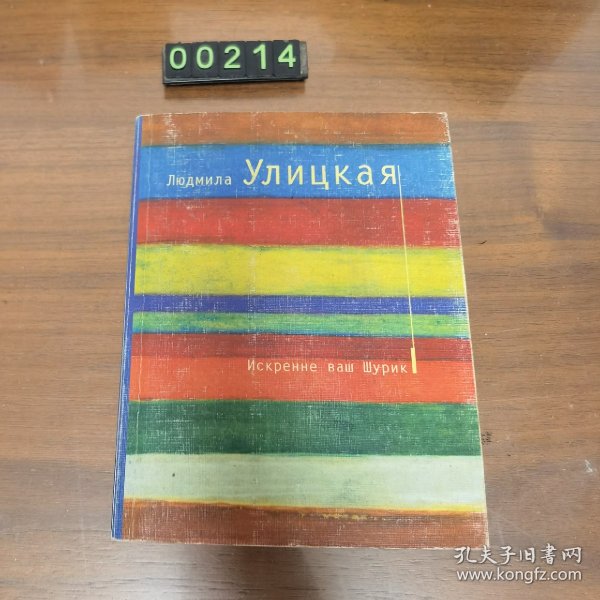 00214
Людмила Улицкая
Искренне ваш Шурик
孔夫子旧书网
www.kongfz.com